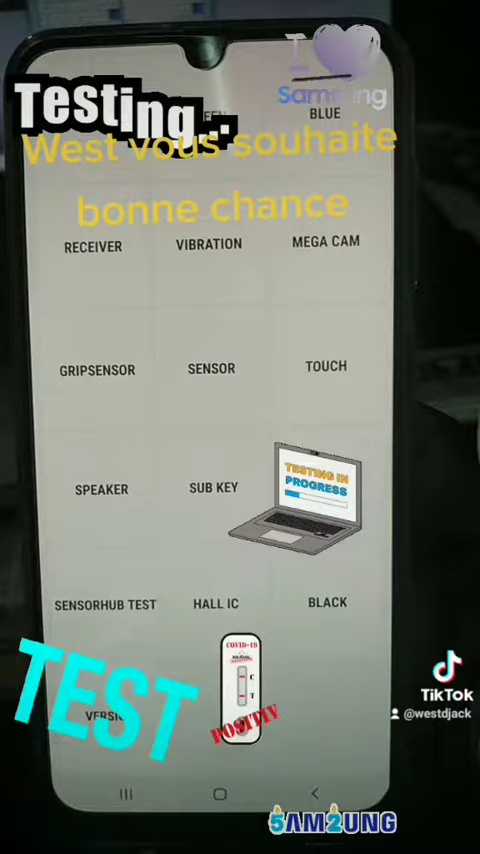 I
Samsung
Testing...
BLUE
West vous souhaite
bonne chance
RECEIVER
VIBRATION
MEGA CAM
GRIPSENSOR
SENSOR
TOUCH
SPEAKER
SUB KEY
TESTING IN
PROGRESS
SENSORHUB TEST
HALL IC
BLACK
COVID-19
C
T
POSITIV
TEST
TikTok
@westdjack
5AM2UNG